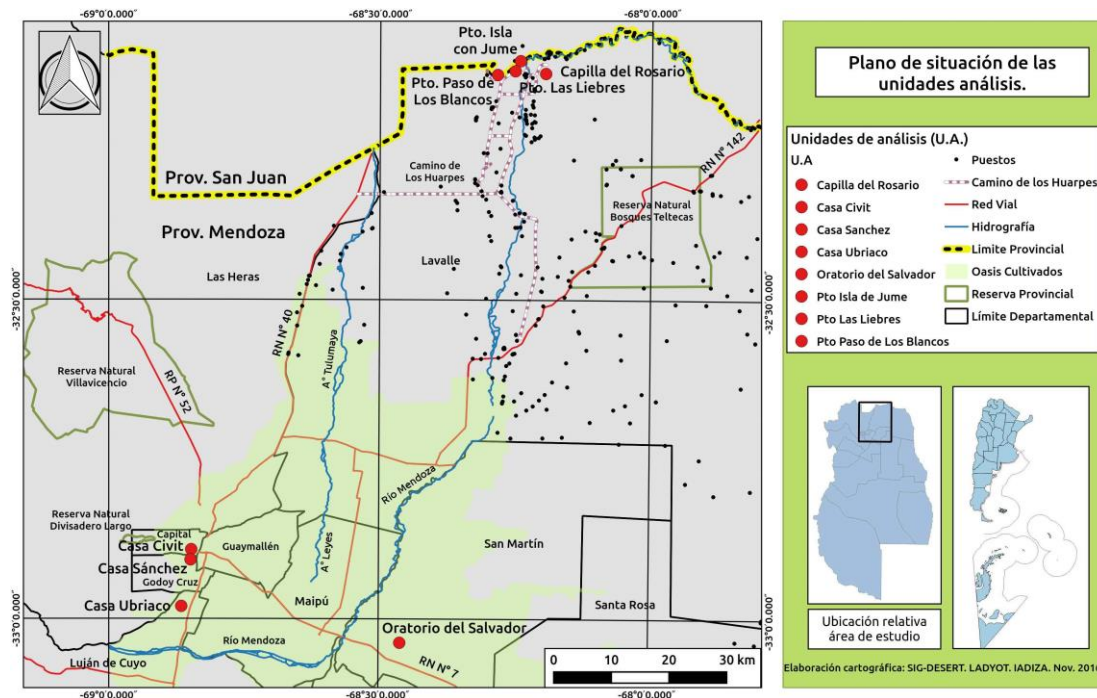 -69°0 0.000"
-68°30 0.000"
-68°0 0.000"
Pto. Isla
con Jume
Capilla del Rosario
Pto. Paso de
Los Blancos
Pto. Las Liebres
RN N° 142
Prov. San Juan
Camino de
Los Huarpes
Reserva Natural
Bosques Teltecas
Prov. Mendoza
Las Heras
Lavalle
-32°30 0.000"
-32°30 0.000"
RN N° 40
A° Tulumaya
Reserva Natural
Villavicencio
RP N° 52
Río Mendoza
Reserva Natural
Divisadero Largo
Capital
Casa Civit
Guaymallén
Casa Sánchez
Godoy Cruz
A° Leyes
San Martín
Maipú
Casa Ubriaco
Santa Rosa
-33°0 0.000"
-33°0 0.000"
Río Mendoza
Oratorio del Salvador
Luján de Cuyo
RN N° 7
0 10 20 30 km
-69°0 0.000"
-68°30 0.000"
-68°0 0.000"
Plano de situación de las
unidades análisis.
Unidades de análisis (U.A.)
U.A
Capilla del Rosario
Casa Civit
Casa Sanchez
Casa Ubriaco
Oratorio del Salvador
Pto Isla de Jume
Pto Las Liebres
Pto Paso de Los Blancos
Puestos
Camino de los Huarpes
Red Vial
Hidrografía
Límite Provincial
Oasis Cultivados
Reserva Provincial
Límite Departamental
Ubicación relativa
área de estudio
Elaboración cartográfica: SIG-DESERT. LADYOT. IADIZA. Nov. 2016